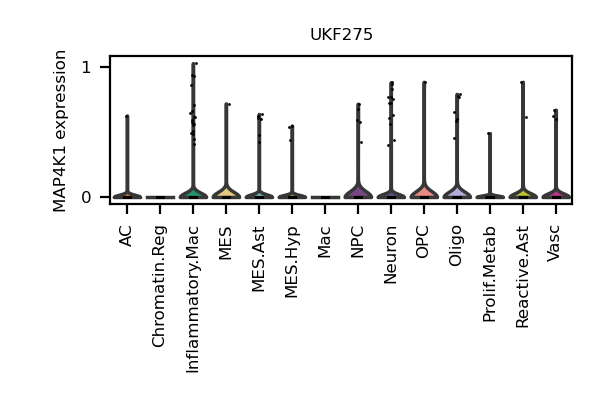 UKF275
MAP4K1 expression
1
0
AC
Chromatin.Reg
Inflammatory.Mac
MES
MES.Ast
MES.Hyp
Mac
NPC
Neuron
OPC
Oligo
Prolif.Metab
Reactive.Ast
Vasc